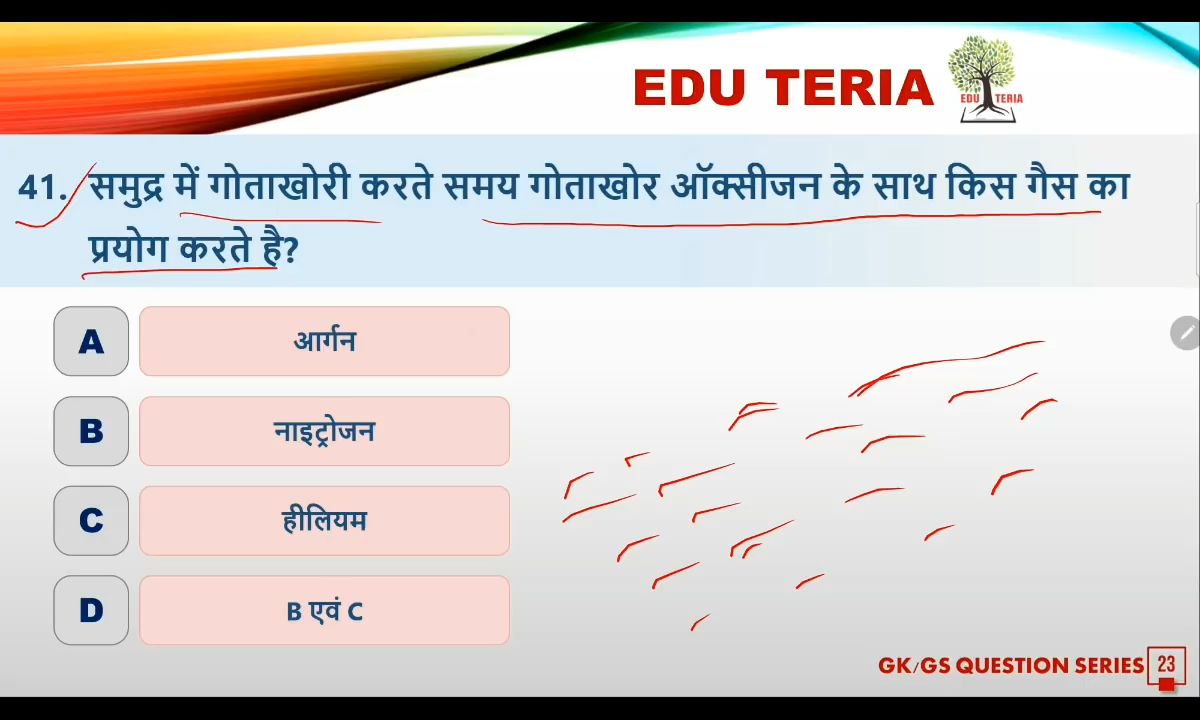 EDU TERIA
EDU TERIA
41. समुद्र में गोताखोरी करते समय गोताखोर ऑक्सीजन के साथ किस गैस का
प्रयोग करते है?
A आर्गन
B नाइट्रोजन
C हीलियम
D B एवं C
GK/GS QUESTION SERIES 23